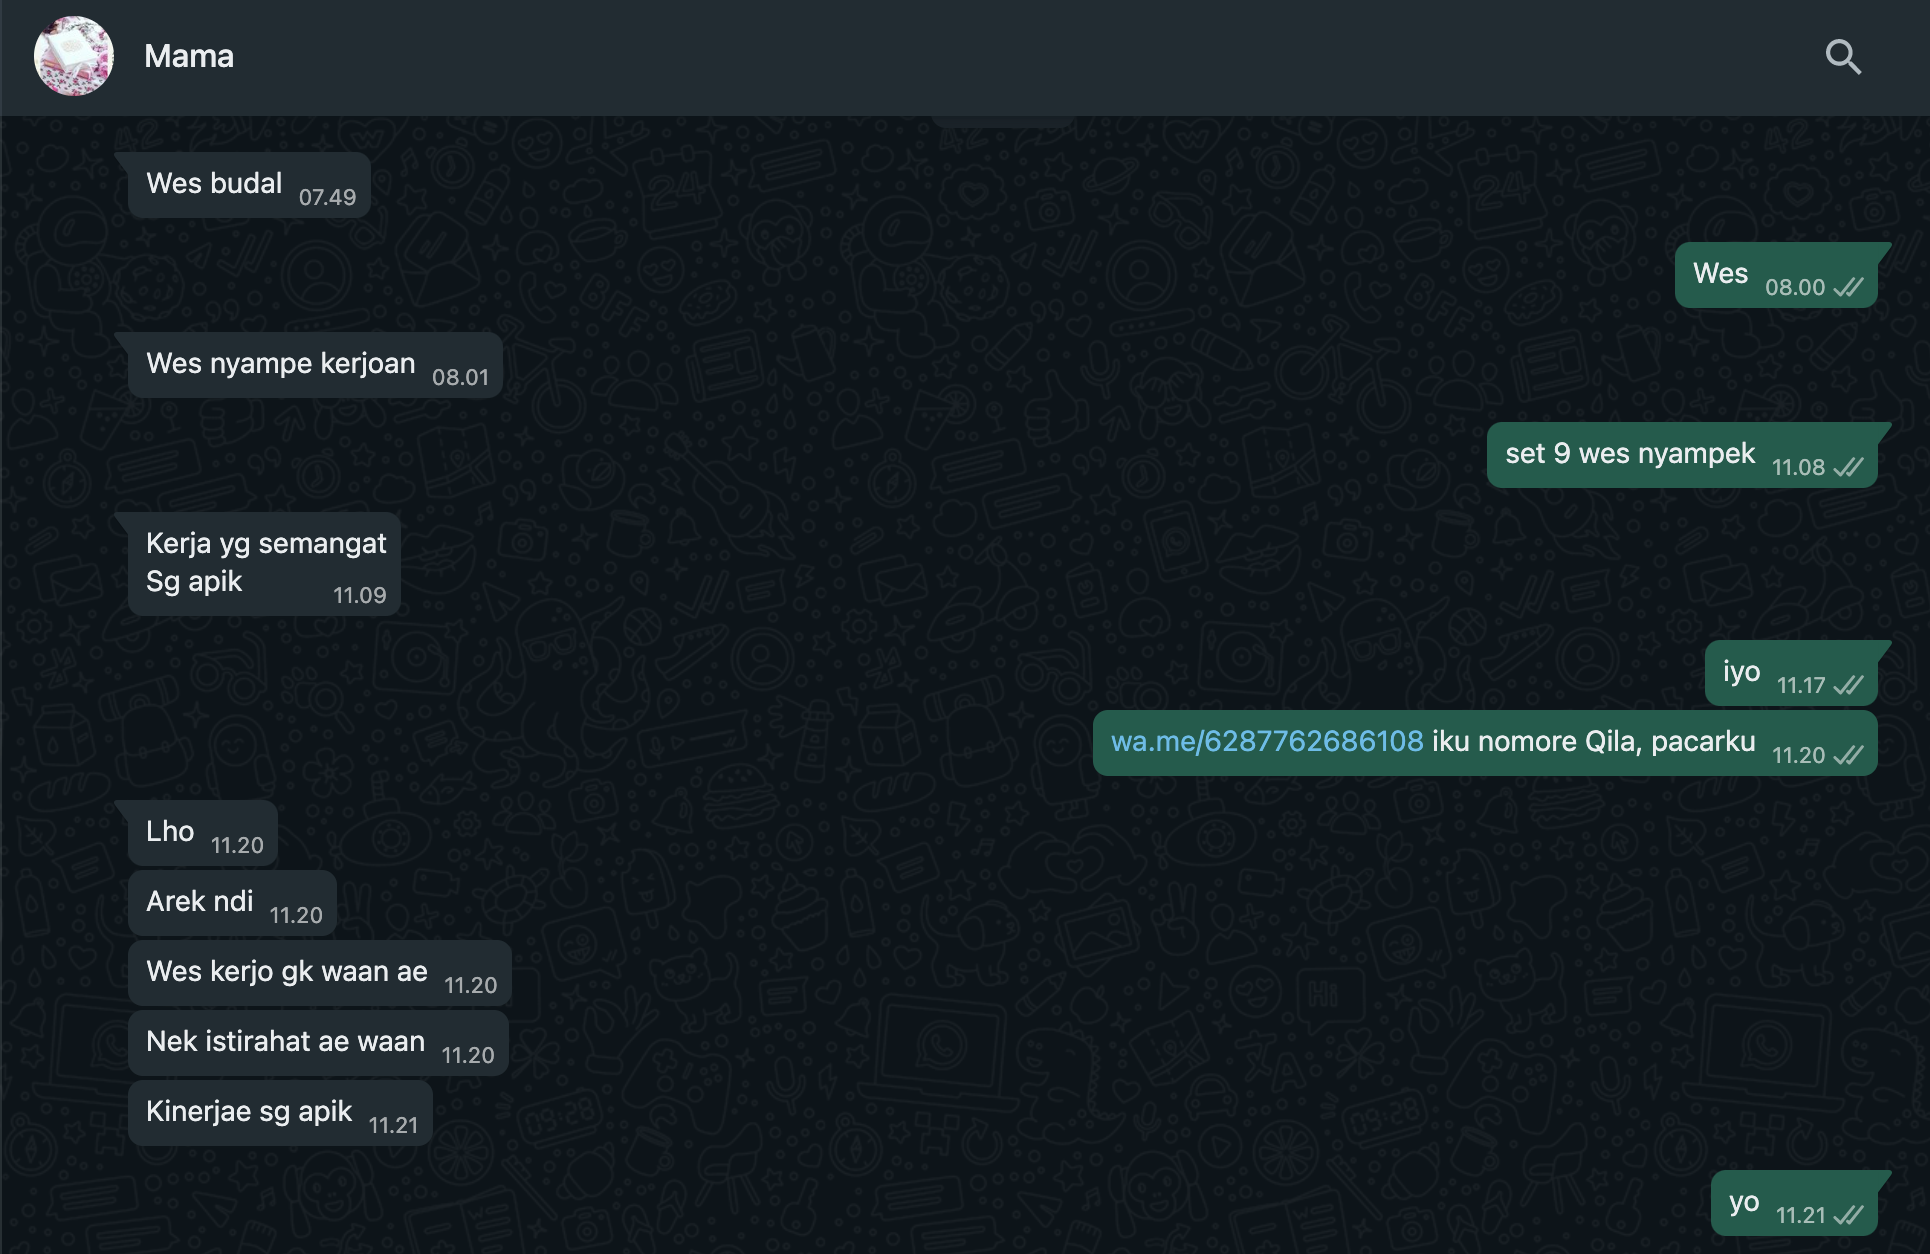 Mama
Wes budal 07.49
Wes 08.00
Wes nyampe kerjoan 08.01
set 9 wes nyampek 11.08
Kerja yg semangat
Sg apik 11.09
iyo 11.17
wa.me/6287762686108 iku nomore Qila, pacarku 11.20
Lho 11.20
Arek ndi 11.20
Wes kerjo gk waan ae 11.20
Nek istirahat ae waan 11.20
Kinerjae sg apik 11.21
yo 11.21